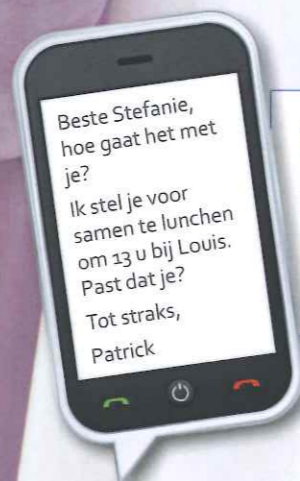 Beste Stefanie,
hoe gaat het met
je?
Ik stel je voor
samen te lunchen
om 13 u bij Louis.
Past dat je?
Tot straks,
Patrick